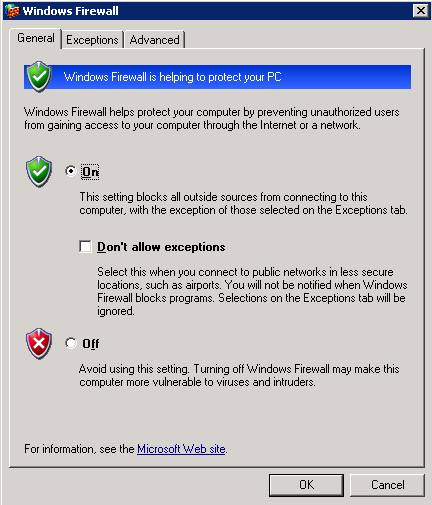 Windows Firewall
General Exceptions Advanced
Windows Firewall is helping to protect your PC
Windows Firewall helps protect your computer by preventing unauthorized users
from gaining access to your computer through the Internet or a network.
On
This setting blocks all outside sources from connecting to this
computer, with the exception of those selected on the Exceptions tab.
Don't allow exceptions
Select this when you connect to public networks in less secure
locations, such as airports. You will not be notified when Windows
Firewall blocks programs. Selections on the Exceptions tab will be
ignored.
Off
Avoid using this setting. Turning off Windows Firewall may make this
computer more vulnerable to viruses and intruders.
For information, see the Microsoft Web site.
OK Cancel